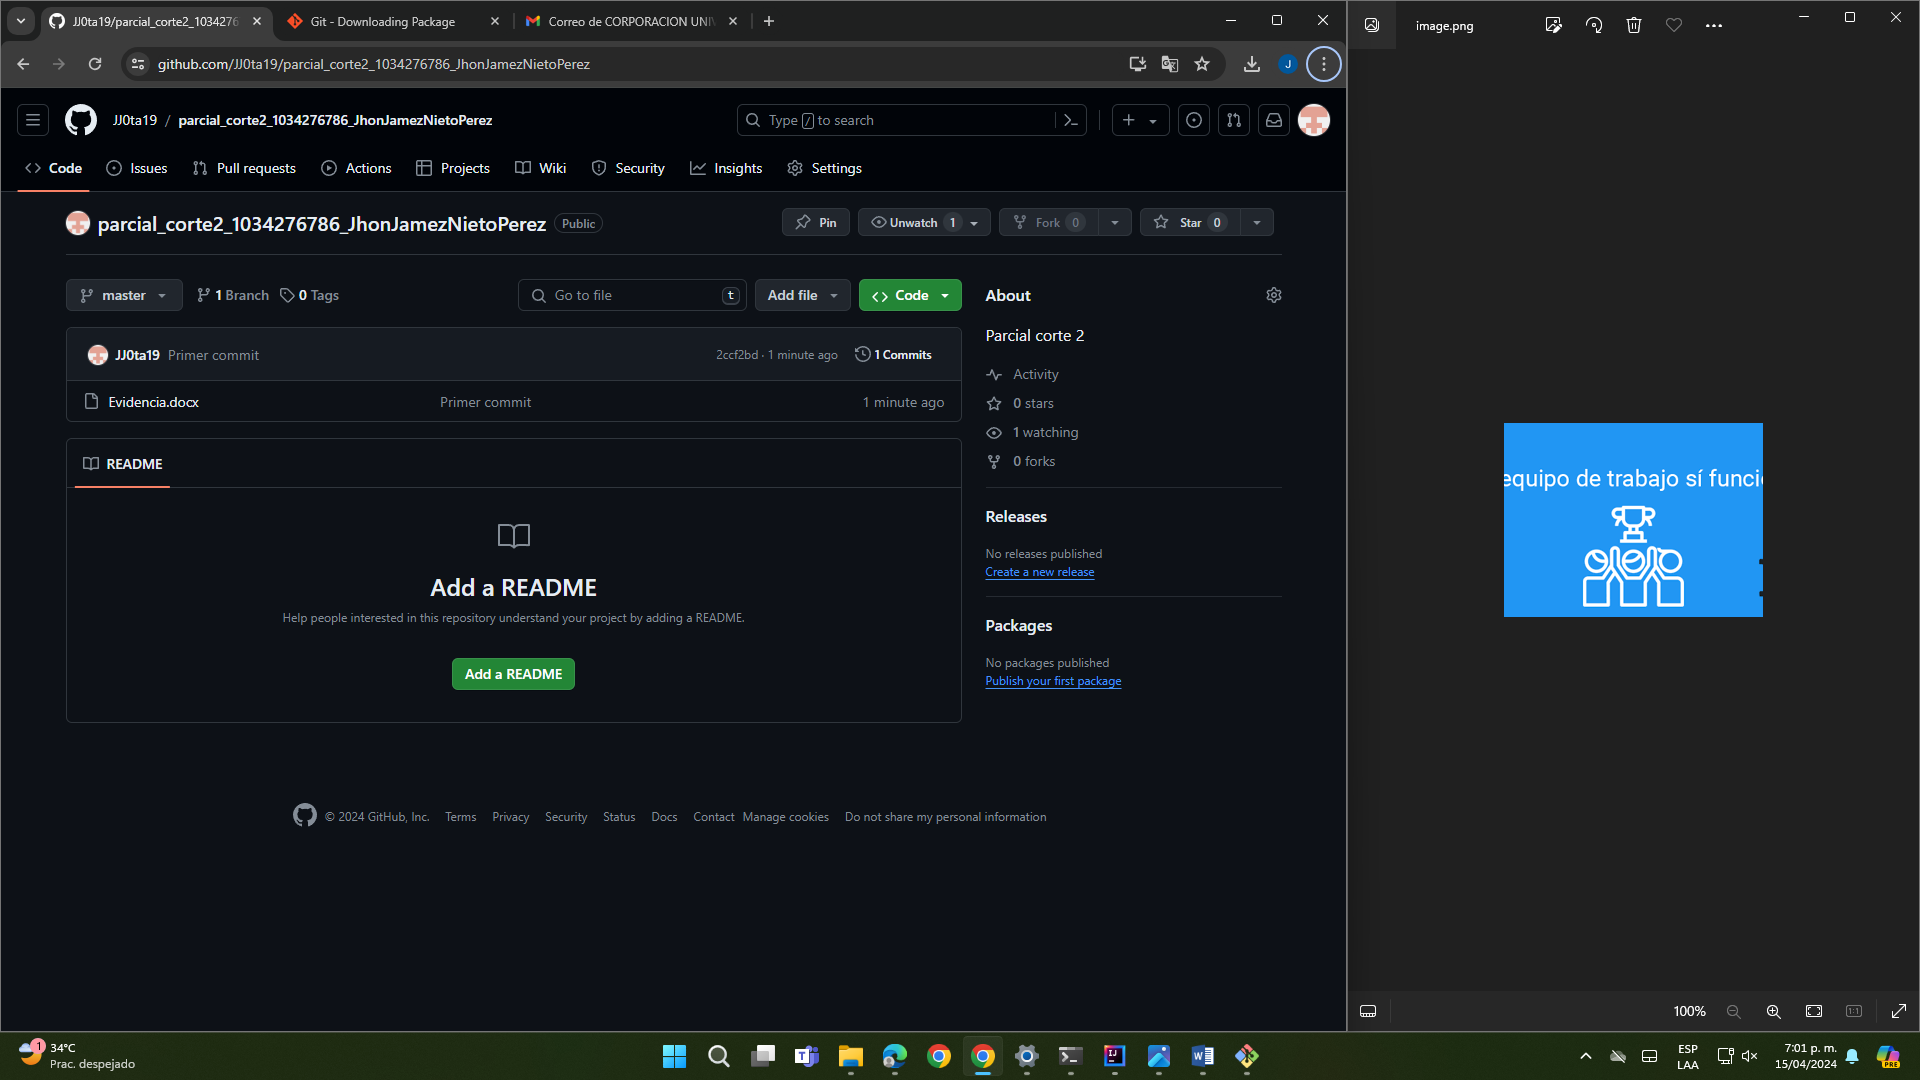 JJ0ta19/parcial_corte2_1034276
Git - Downloading Package
Correo de CORPORACION UNIV
github.com/JJ0ta19/parcial_corte2_1034276786_JhonJamezNietoPerez
J
JJ0ta19 / parcial_corte2_1034276786_JhonJamezNietoPerez
Type / to search
Code
Issues
Pull requests
Actions
Projects
Wiki
Security
Insights
Settings
parcial_corte2_1034276786_JhonJamezNietoPerez
Public
Pin
Unwatch 1
Fork 0
Star 0
master
1 Branch
0 Tags
Go to file
t
Add file
Code
JJ0ta19 Primer commit
2ccf2bd · 1 minute ago
1 Commits
Evidencia.docx
Primer commit
1 minute ago
README
Add a README
Help people interested in this repository understand your project by adding a README.
Add a README
About
Parcial corte 2
Activity
0 stars
1 watching
0 forks
Releases
No releases published
Create a new release
Packages
No packages published
Publish your first package
© 2024 GitHub, Inc.
Terms
Privacy
Security
Status
Docs
Contact
Manage cookies
Do not share my personal information
image.png
equipo de trabajo sí funci
100%
1:1
1
34°C
Prac. despejado
ESP
LAA
7:01 p. m.
15/04/2024
PRE